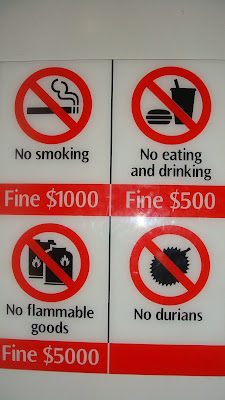 No smoking
No eating
and drinking
Fine $1000
Fine $500
No flammable
goods
No durians
Fine $5000